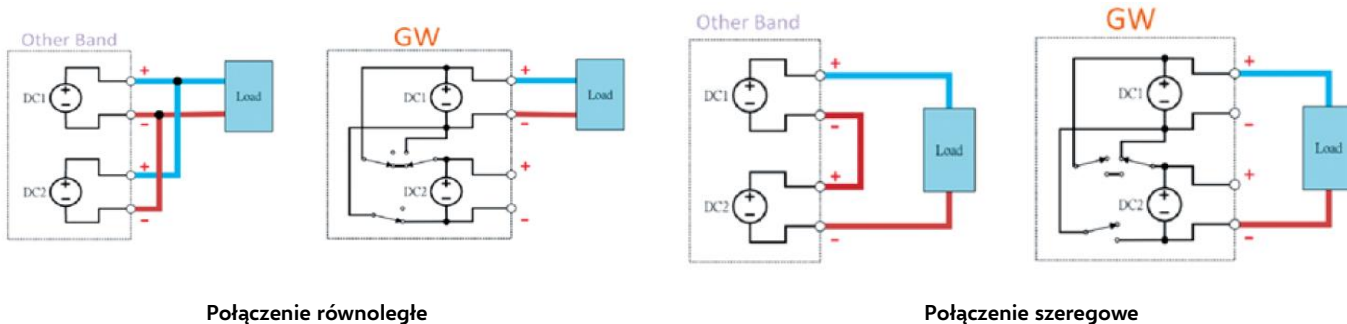 Other Band
+
DC1
-
Load
+
DC2
-
GW
+
DC1
-
Load
+
DC2
-
Połączenie równoległe
Other Band
+
DC1
-
Load
+
DC2
-
GW
+
DC1
-
Load
+
DC2
-
Połączenie szeregowe